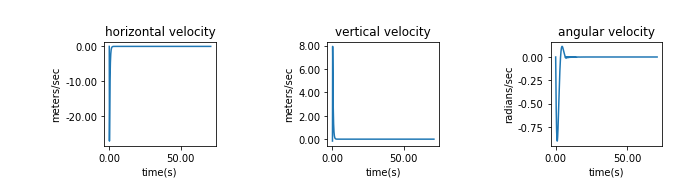 horizontal velocity
0.00
-10.00
-20.00
meters/sec
0.00
50.00
time(s)
vertical velocity
8.00
6.00
4.00
2.00
0.00
meters/sec
0.00
50.00
time(s)
angular velocity
0.00
-0.25
-0.50
-0.75
radians/sec
0.00
50.00
time(s)